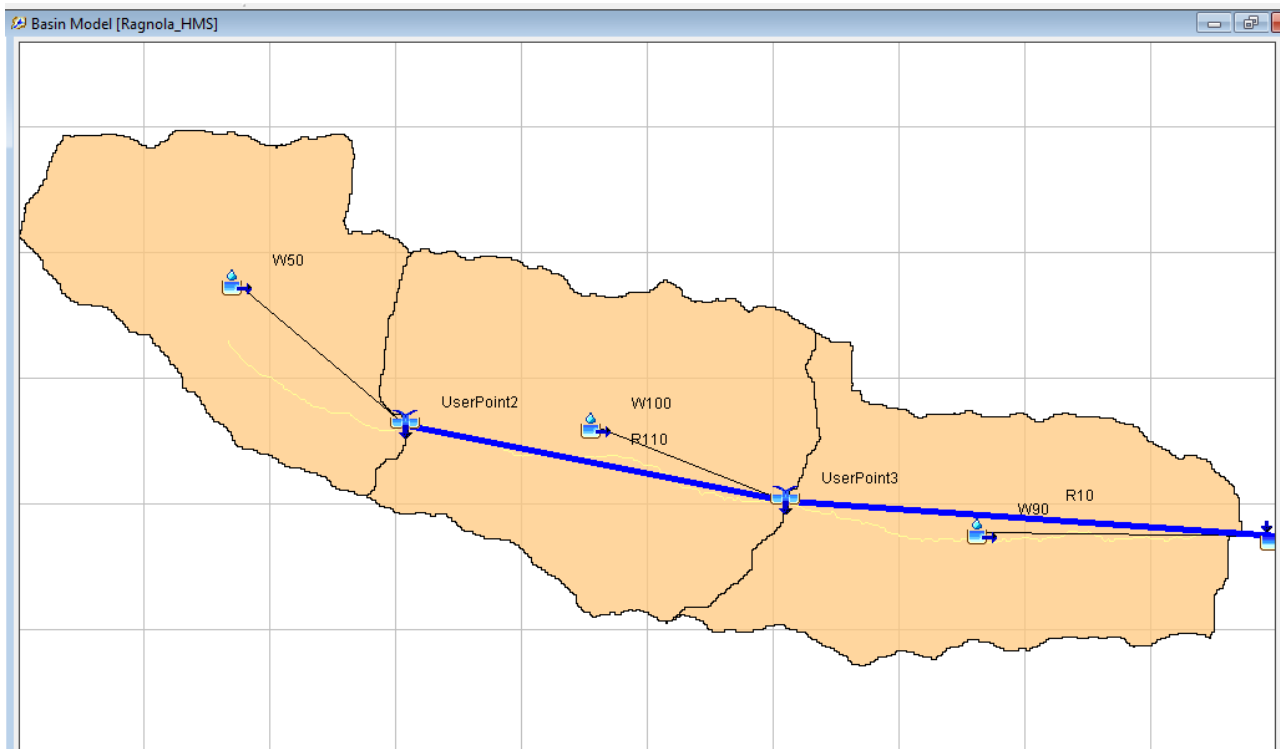 Basin Model [Ragnola_HMS]
W50
UserPoint2
W100
R110
UserPoint3
R10
W90